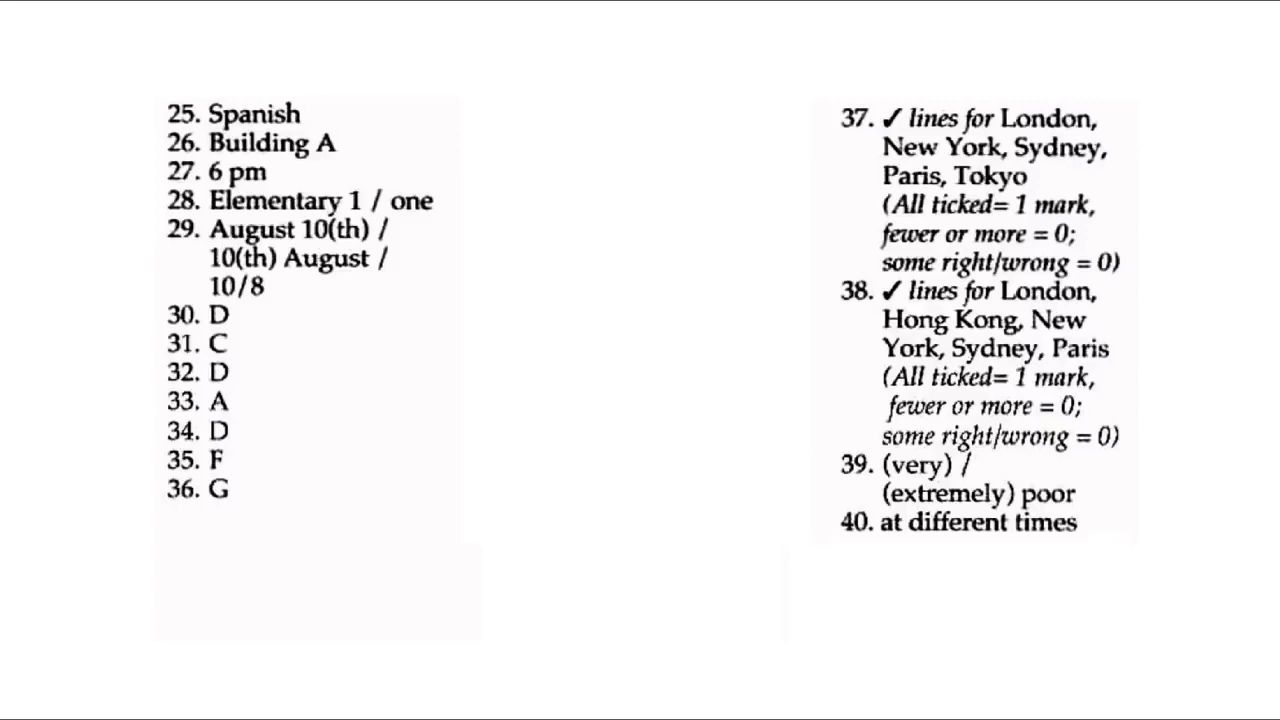 25. Spanish
26. Building A
27. 6 pm
28. Elementary 1 / one
29. August 10(th) /
10(th) August /
10/8
30. D
31. C
32. D
33. A
34. D
35. F
36. G
37. ✓ lines for London,
New York, Sydney,
Paris, Tokyo
(All ticked= 1 mark,
fewer or more = 0;
some right/wrong = 0)
38. ✓ lines for London,
Hong Kong, New
York, Sydney, Paris
(All ticked= 1 mark,
fewer or more = 0;
some right/wrong = 0)
39. (very) /
(extremely) poor
40. at different times